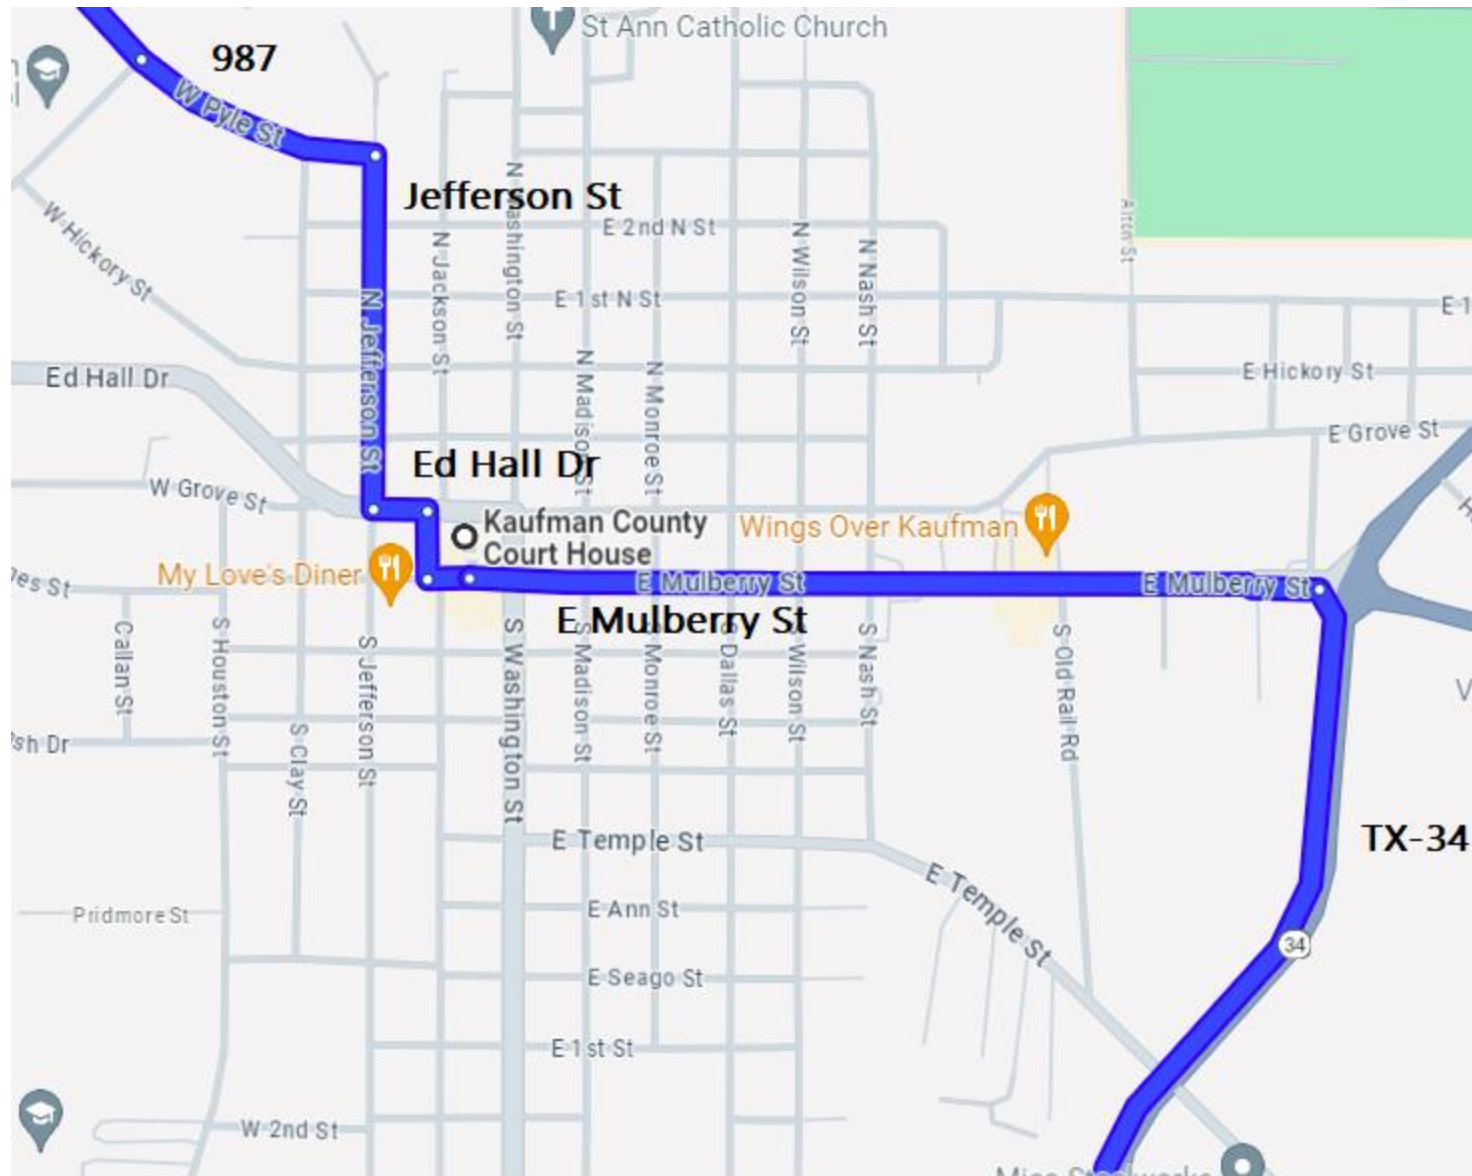 St Ann Catholic Church
987
W Pyle St
Jefferson St
N Washington St
E 2nd N St
Alton St
W Hickory St
N Jackson St
N Wilson St
N Nash St
E 1st N St
E 1
N Jefferson St
N Madison St
N Monroe St
Ed Hall Dr
E Hickory St
E Grove St
Ed Hall Dr
W Grove St
Kaufman County
Court House
Wings Over Kaufman
My Love's Diner
es St
E Mulberry St
E Mulberry St
E Mulberry St
Callan St
S Houston St
S Clay St
S Jefferson St
S Washington St
S Madison St
S Monroe St
S Dallas St
S Wilson St
S Nash St
S Old Rail Rd
V
sh Dr
TX-34
E Temple St
E Temple St
Pridmore St
E Ann St
34
E Seago St
E 1st St
W 2nd St